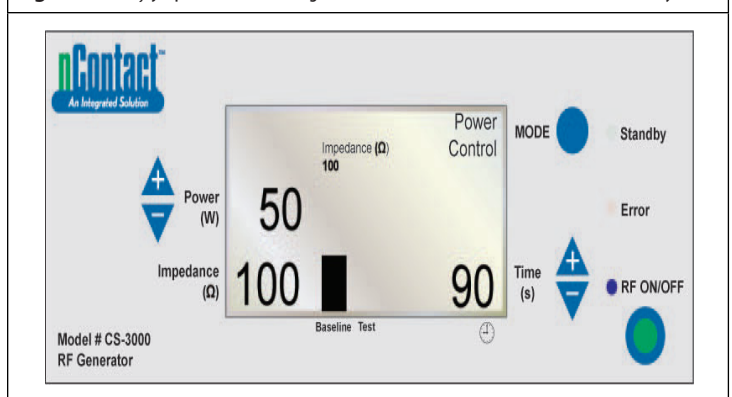 nContact™
An Integrated Solution
Power Control
MODE
Standby
Impedance (Ω)
100
Power (W)
50
Error
Impedance (Ω)
100
90
Time (s)
RF ON/OFF
Baseline Test
Model # CS-3000
RF Generator